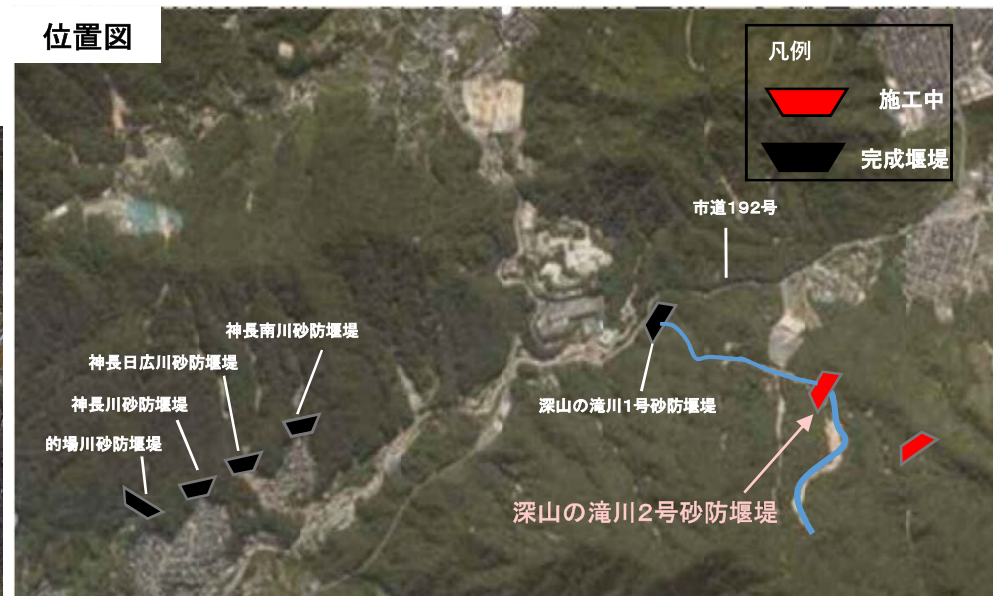 位置図
凡例
施工中
完成堰堤
市道192号
神長南川砂防堰堤
神長日広川砂防堰堤
神長川砂防堰堤
的場川砂防堰堤
深山の滝川1号砂防堰堤
深山の滝川2号砂防堰堤